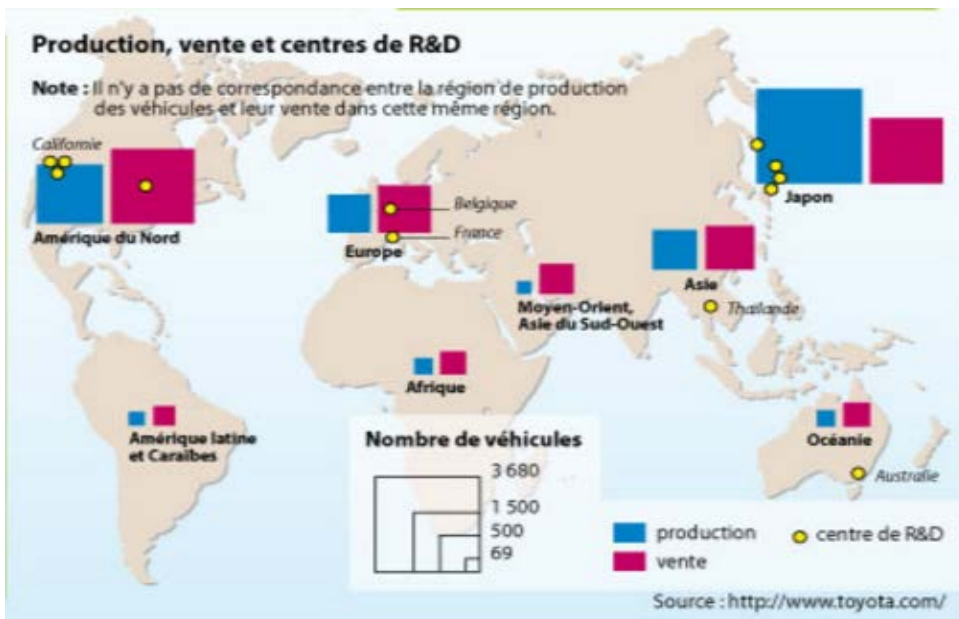 Production, vente et centres de R&D
Note : Il n'y a pas de correspondance entre la région de production
des véhicules et leur vente dans cette même région.
Californie
Amérique du Nord
Belgique
France
Europe
Japon
Asie
Moyen-Orient,
Asie du Sud-Ouest
Thaïlande
Afrique
Amérique latine
et Caraïbes
Océanie
Australie
Nombre de véhicules
3 680
1 500
500
69
production
centre de R&D
vente
Source : http://www.toyota.com/